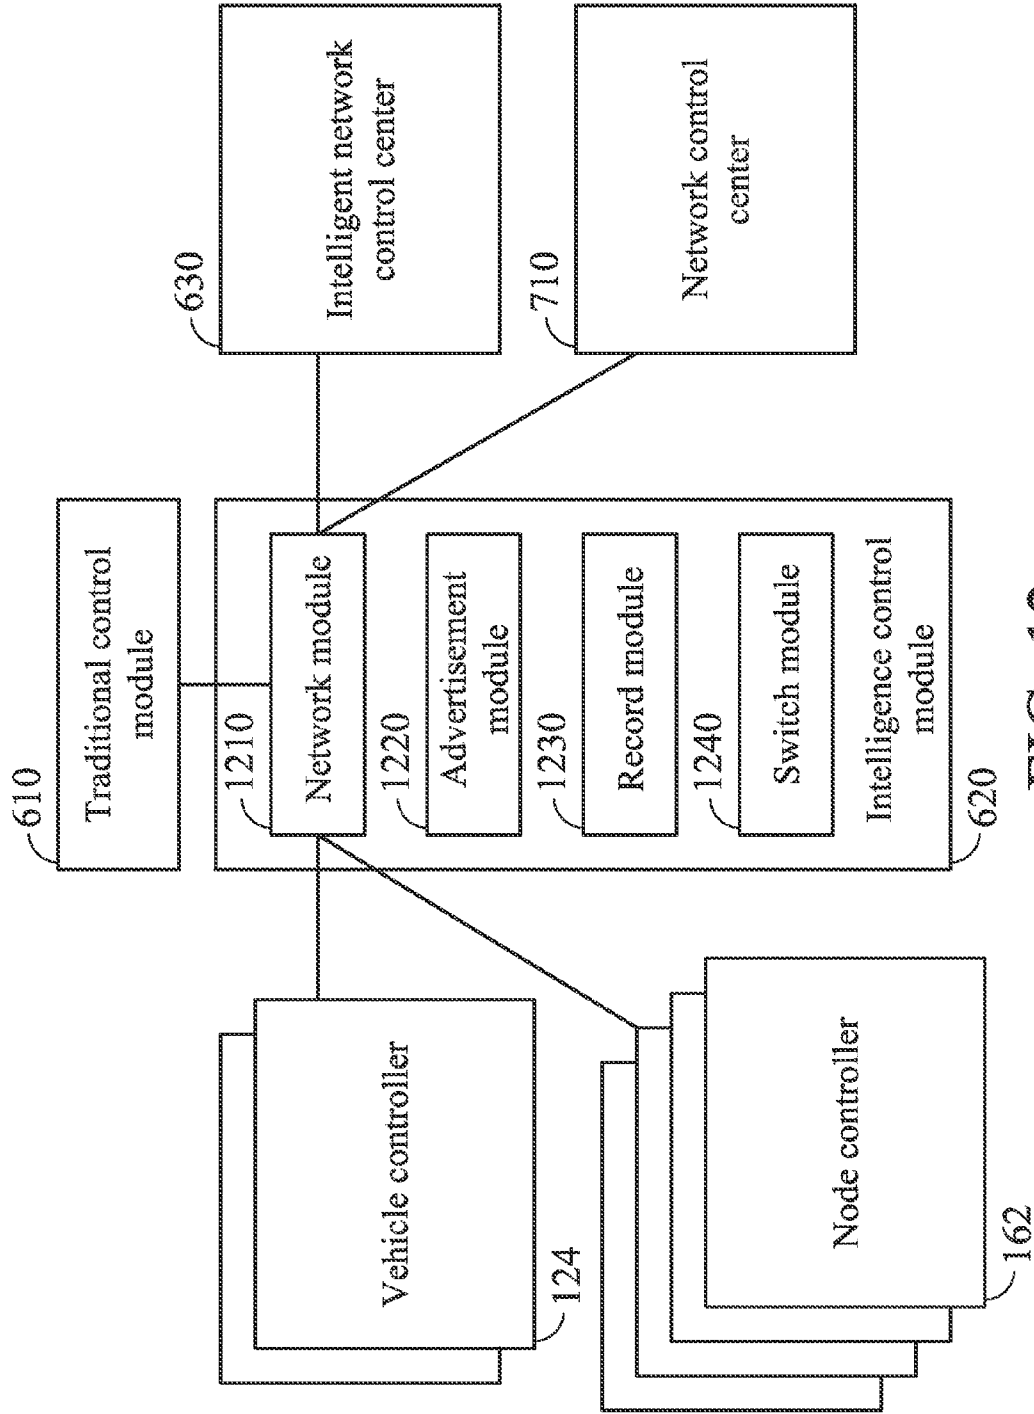 610
Traditional control
module
1210
Network module
1220
Advertisement
module
1230
Record module
1240
Switch module
Intelligence control
module
620
630
Intelligent network
control center
710
Network control
center
Vehicle controller
124
Node controller
162
FIG.